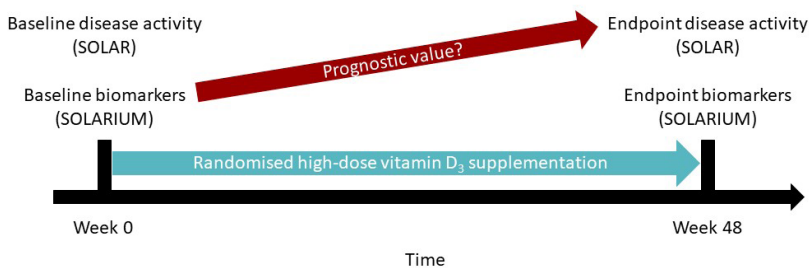 Baseline disease activity
(SOLAR)
Endpoint disease activity
(SOLAR)
Prognostic value?
Baseline biomarkers
(SOLARIUM)
Endpoint biomarkers
(SOLARIUM)
Randomised high-dose vitamin D₃ supplementation
Week 0
Week 48
Time